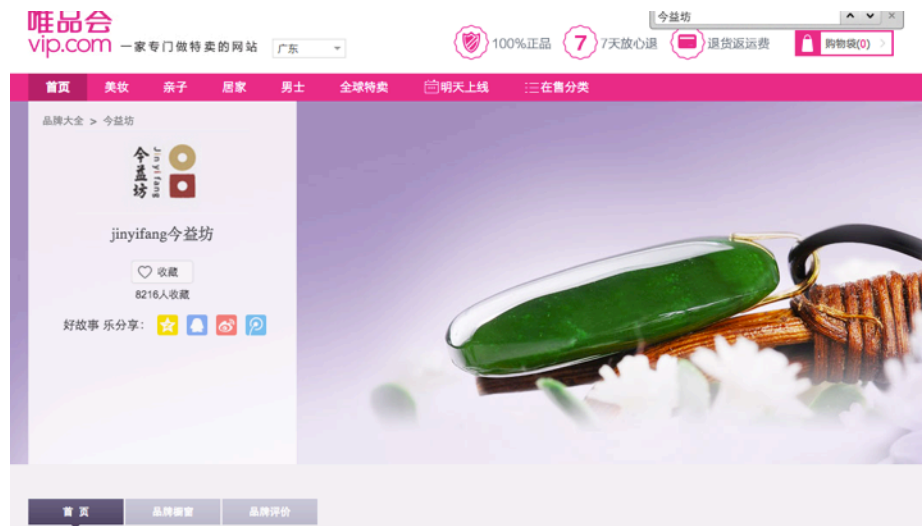 唯品会
vip.com 一家专门做特卖的网站
广东
100%正品
7
7天放心退
退货返运费
今益坊
购物袋(0)
首页 美妆 亲子 居家 男士 全球特卖 明天上线 在售分类
品牌大全 > 今益坊
今益坊
Jin yi fang
jinyifang今益坊
收藏
8216人收藏
好故事 乐分享:
首 页 品牌橱窗 品牌评价